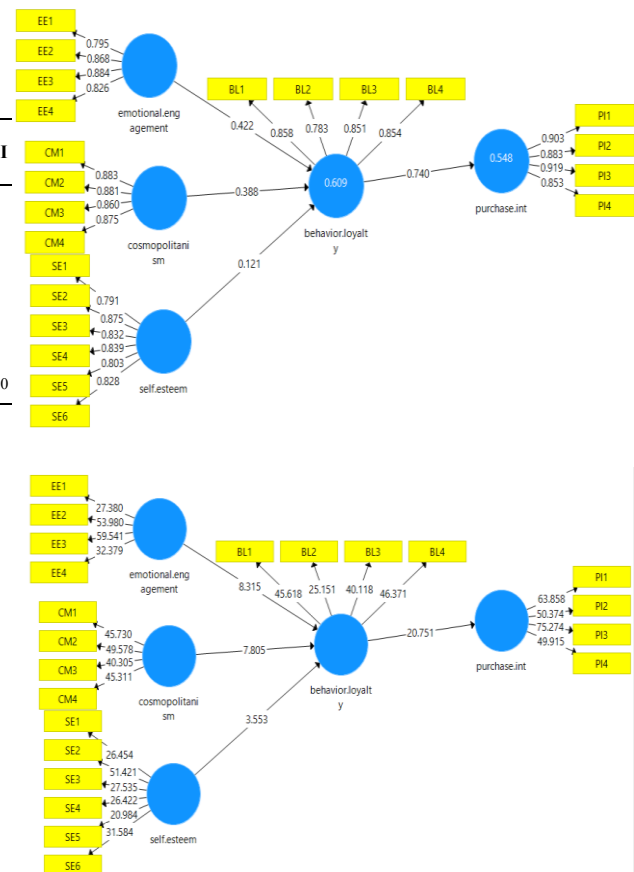 EE1
EE2
EE3
EE4
0.795
0.868
0.884
0.826
emotional.eng
agement
BL1
BL2
BL3
BL4
0.422
0.858
0.783
0.851
0.854
I
CM1
CM2
CM3
CM4
0.883
0.881
0.860
0.875
cosmopolitani
sm
0.388
0.609
behavior.loyalt
y
0.740
0.548
purchase.int
0.903
0.883
0.919
0.853
PI1
PI2
PI3
PI4
SE1
SE2
SE3
SE4
SE5
SE6
0.791
0.875
0.832
0.839
0.803
0.828
self.esteem
0.121
0
EE1
EE2
EE3
EE4
27.380
53.980
59.541
32.379
emotional.eng
agement
BL1
BL2
BL3
BL4
8.315
45.618
25.151
40.118
46.371
CM1
CM2
CM3
CM4
45.730
49.578
40.305
45.311
cosmopolitani
sm
7.805
behavior.loyalt
y
20.751
purchase.int
63.858
50.374
75.274
49.915
PI1
PI2
PI3
PI4
SE1
SE2
SE3
SE4
SE5
SE6
26.454
51.421
27.535
26.422
20.984
31.584
self.esteem
3.553